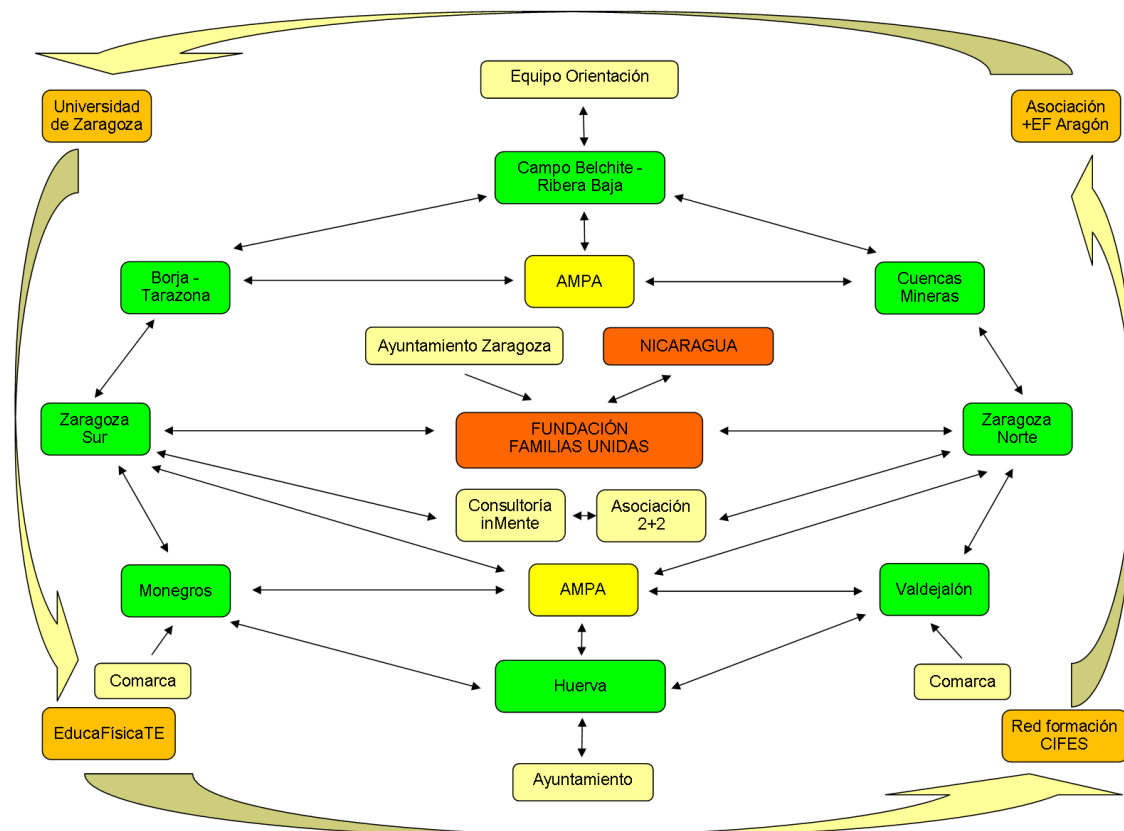 Equipo Orientación
Universidad
de Zaragoza
Asociación
+EF Aragón
Campo Belchite -
Ribera Baja
Borja -
Tarazona
AMPA
Cuencas
Mineras
Ayuntamiento Zaragoza
NICARAGUA
Zaragoza
Sur
FUNDACIÓN
FAMILIAS UNIDAS
Zaragoza
Norte
Consultoría
inMente
Asociación
2+2
Monegros
AMPA
Valdejalón
Comarca
Huerva
Comarca
EducaFísicaTE
Red formación
CIFES
Ayuntamiento